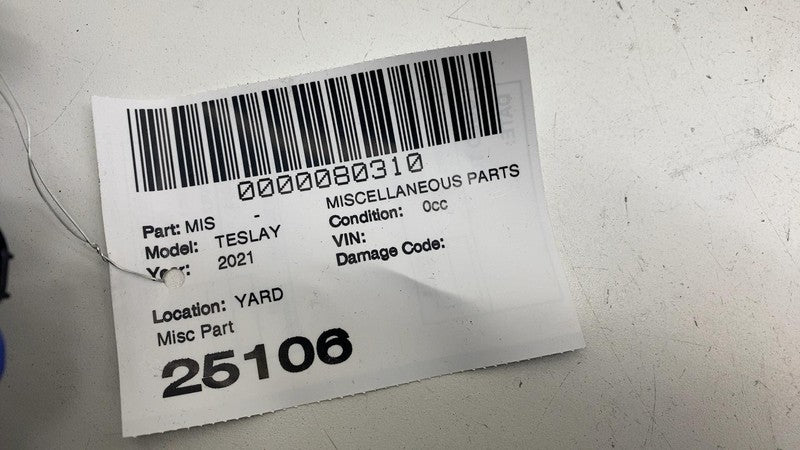 0000080310
Part: MIS - MISCELLANEOUS PARTS
Model: TESLAY Condition: 0cc
Year: 2021 VIN:
Damage Code:
Location: YARD
Misc Part
25106